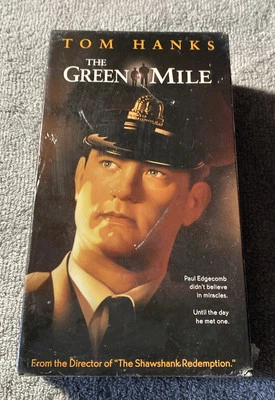 TOM HANKS
THE
GREEN MILE
Paul Edgecomb
didn't believe
in miracles.
Until the day
he met one.
From the Director of "The Shawshank Redemption."